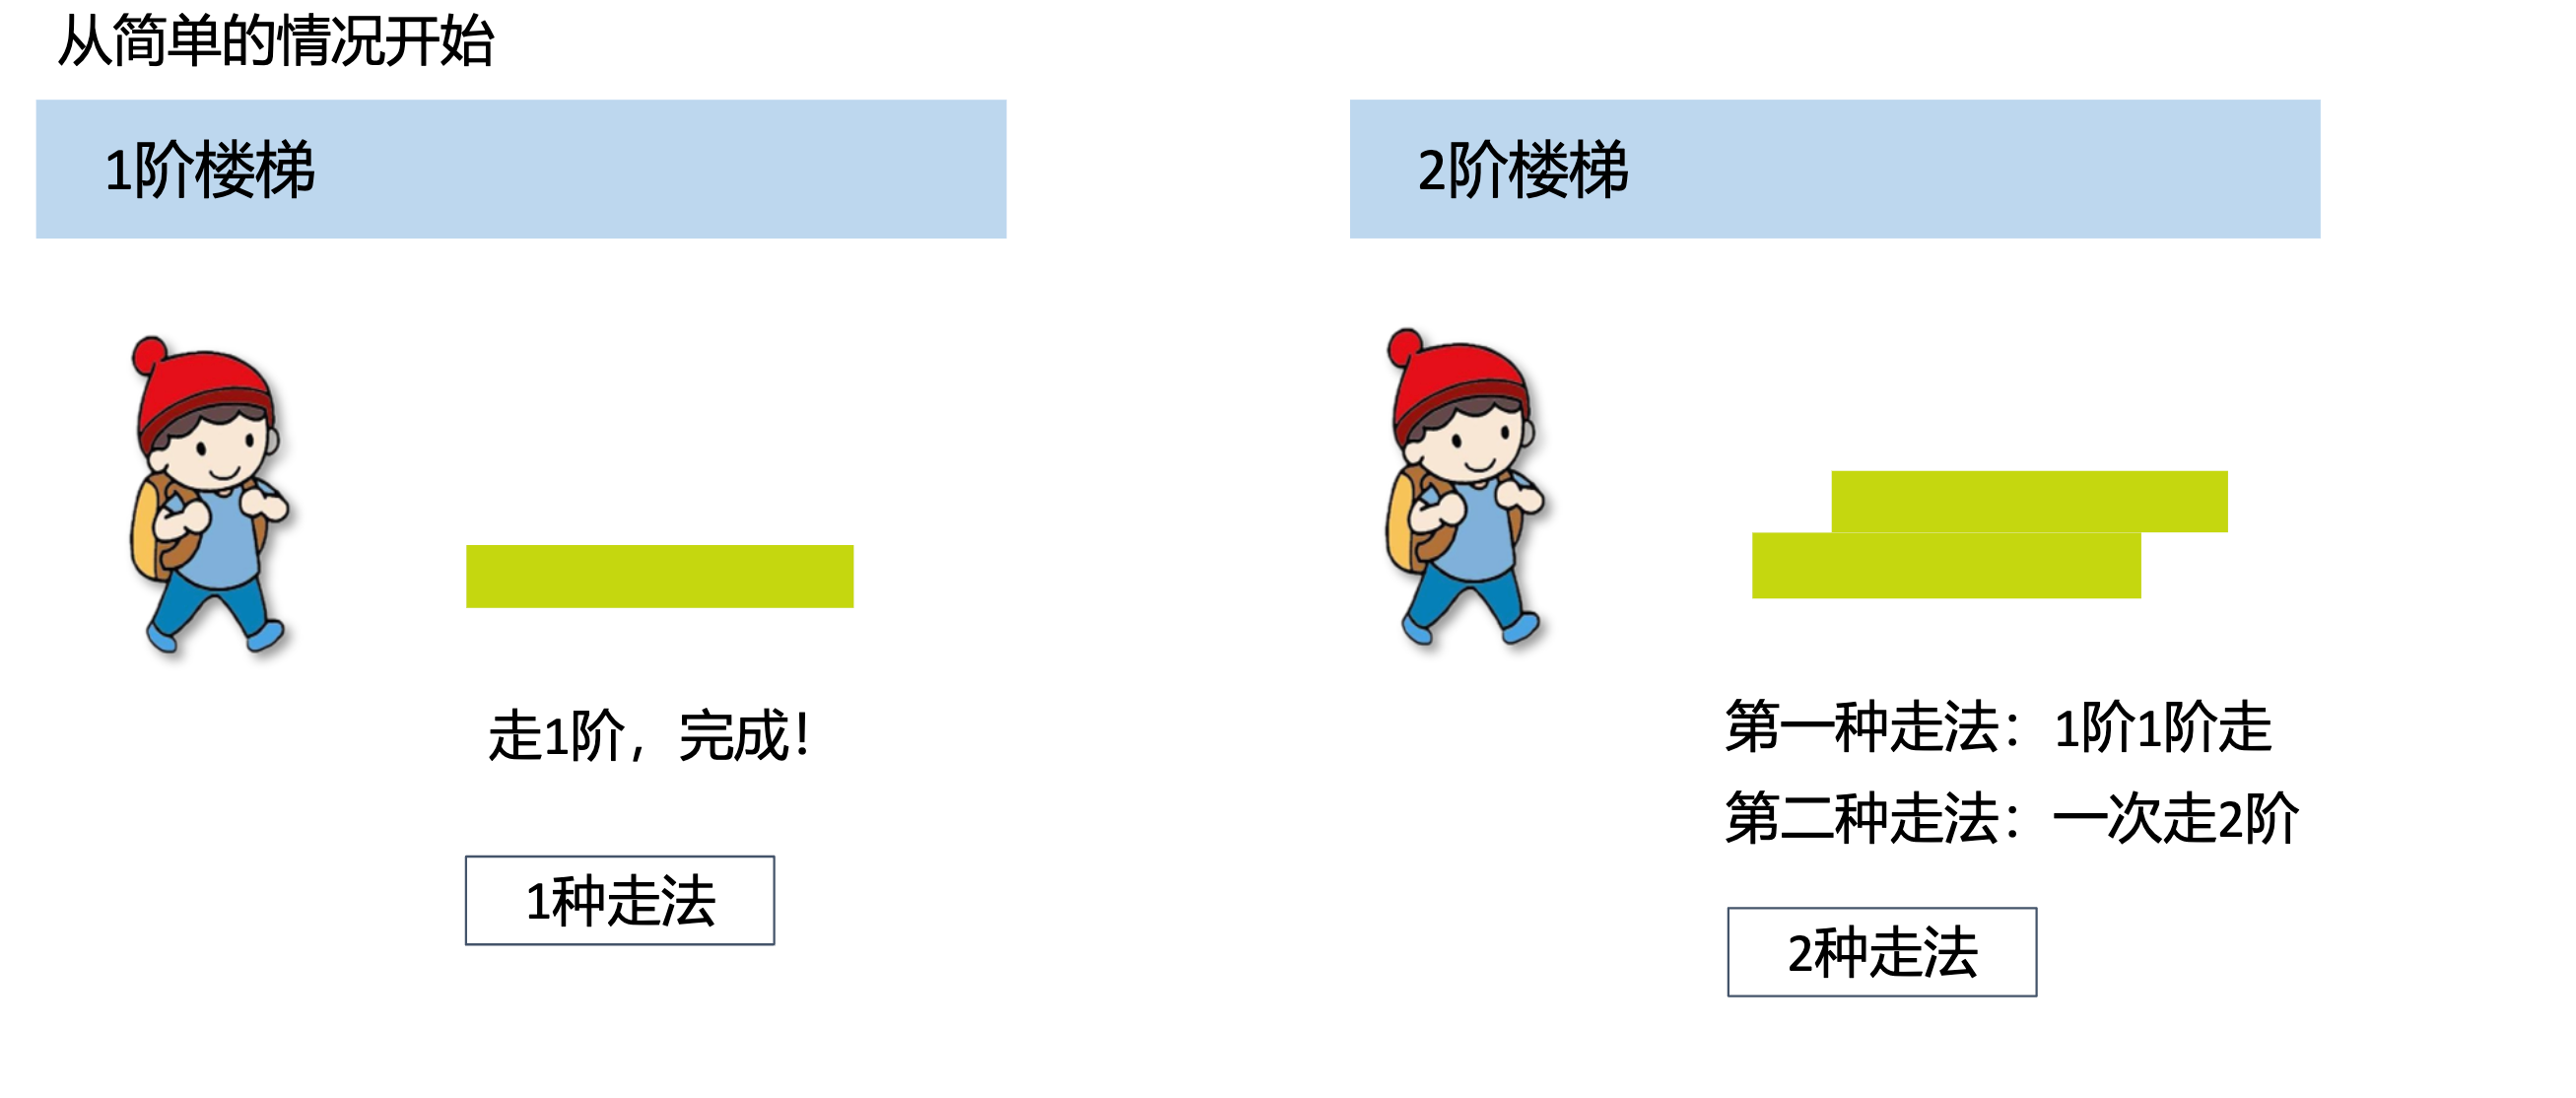 从简单的情况开始
1阶楼梯
走1阶，完成！
1种走法
2阶楼梯
第一种走法：1阶1阶走
第二种走法：一次走2阶
2种走法